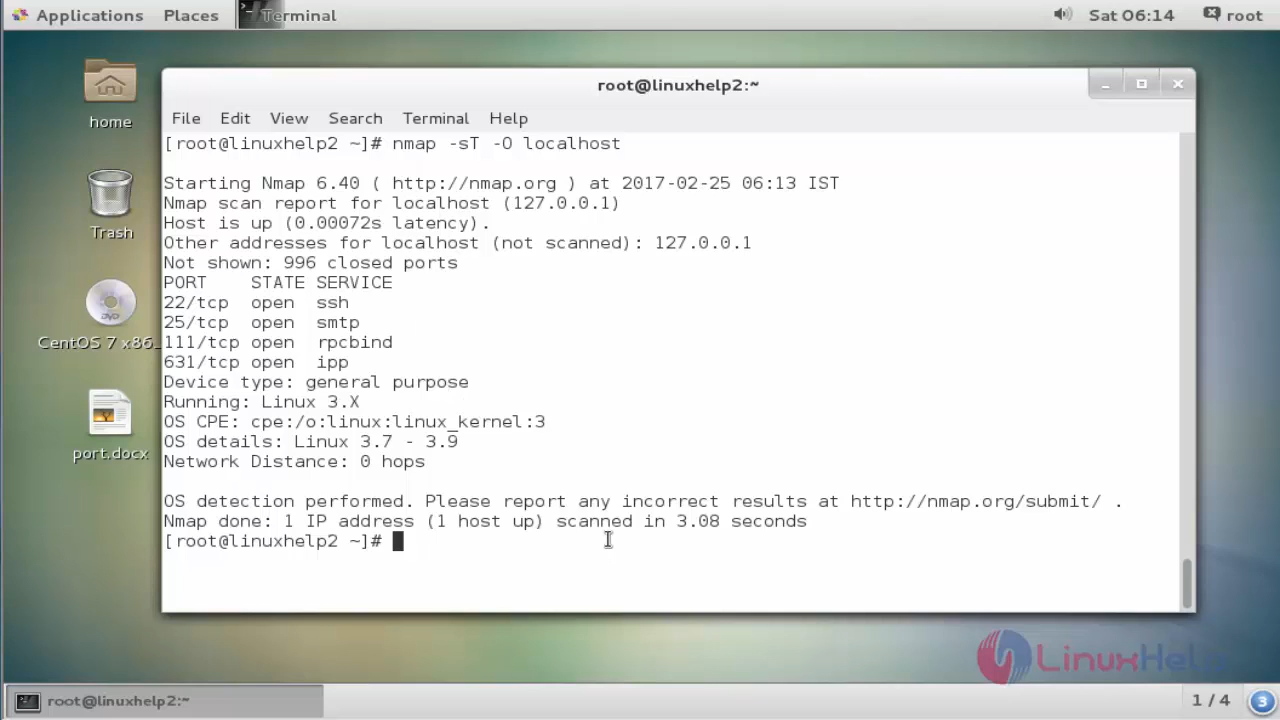 Applications Places Terminal Sat 06:14 root
root@linuxhelp2:~
File Edit View Search Terminal Help
home
Trash
CentOS 7 x86_
port.docx
[root@linuxhelp2 ~]# nmap -sT -O localhost
Starting Nmap 6.40 ( http://nmap.org ) at 2017-02-25 06:13 IST
Nmap scan report for localhost (127.0.0.1)
Host is up (0.00072s latency).
Other addresses for localhost (not scanned): 127.0.0.1
Not shown: 996 closed ports
PORT STATE SERVICE
22/tcp open ssh
25/tcp open smtp
111/tcp open rpcbind
631/tcp open ipp
Device type: general purpose
Running: Linux 3.X
OS CPE: cpe:/o:linux:linux_kernel:3
OS details: Linux 3.7 - 3.9
Network Distance: 0 hops
OS detection performed. Please report any incorrect results at http://nmap.org/submit/ .
Nmap done: 1 IP address (1 host up) scanned in 3.08 seconds
[root@linuxhelp2 ~]#
LinuxHelp
root@linuxhelp2:~ 1 / 4 3